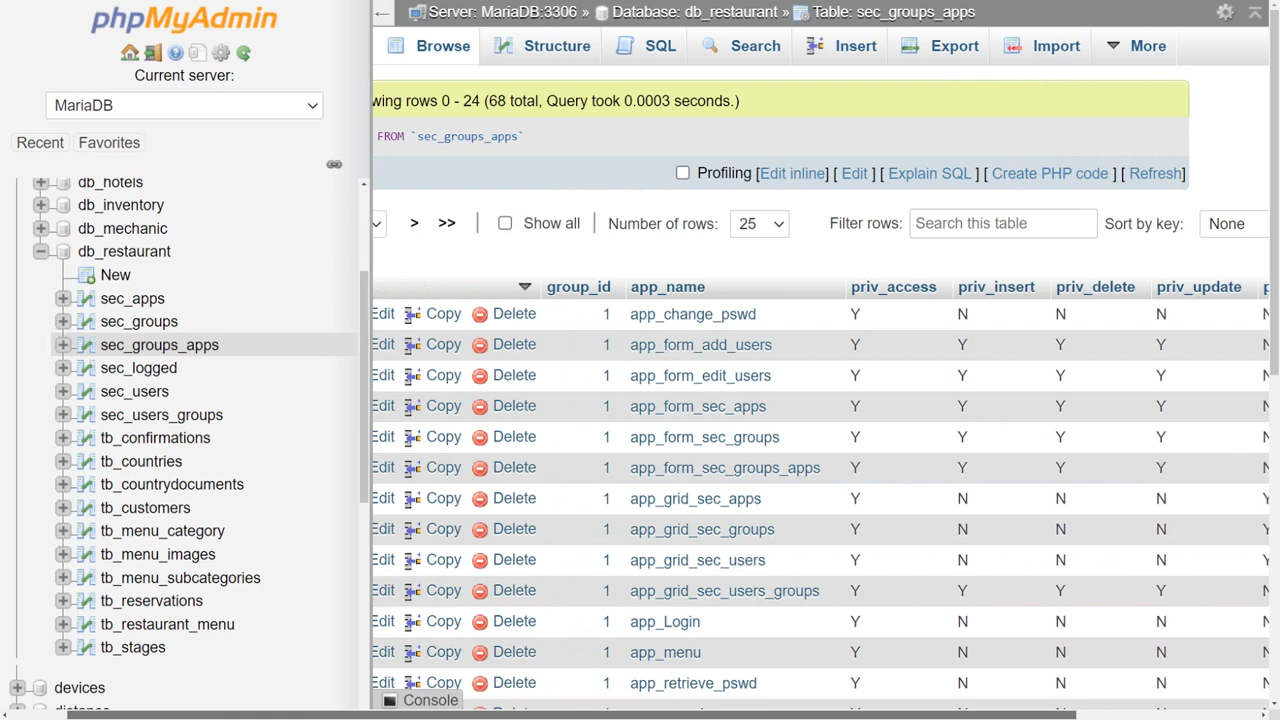 phpMyAdmin
Current server:
MariaDB
Recent Favorites
db_hotels
db_inventory
db_mechanic
db_restaurant
New
sec_apps
sec_groups
sec_groups_apps
sec_logged
sec_users
sec_users_groups
tb_confirmations
tb_countries
tb_countrydocuments
tb_customers
tb_menu_category
tb_menu_images
tb_menu_subcategories
tb_reservations
tb_restaurant_menu
tb_stages
devices
Server: MariaDB:3306 » Database: db_restaurant » Table: sec_groups_apps
Browse Structure SQL Search Insert Export Import More
wing rows 0 - 24 (68 total, Query took 0.0003 seconds.)
FROM `sec_groups_apps`
Profiling [Edit inline] [ Edit ] [ Explain SQL ] [ Create PHP code ] [ Refresh]
> >> Show all Number of rows: 25 Filter rows: Search this table Sort by key: None
group_id app_name priv_access priv_insert priv_delete priv_update p
Edit Copy Delete 1 app_change_pswd Y N N N
Edit Copy Delete 1 app_form_add_users Y Y Y Y N
Edit Copy Delete 1 app_form_edit_users Y Y Y Y N
Edit Copy Delete 1 app_form_sec_apps Y Y Y Y N
Edit Copy Delete 1 app_form_sec_groups Y Y Y Y N
Edit Copy Delete 1 app_form_sec_groups_apps Y Y Y Y N
Edit Copy Delete 1 app_grid_sec_apps Y N N N
Edit Copy Delete 1 app_grid_sec_groups Y N N N Y
Edit Copy Delete 1 app_grid_sec_users Y N N N Y
Edit Copy Delete 1 app_grid_sec_users_groups Y Y Y Y N
Edit Copy Delete 1 app_Login Y N N N N
Edit Copy Delete 1 app_menu Y N N N N
Edit Copy Delete 1 app_retrieve_pswd Y N N N N
Console